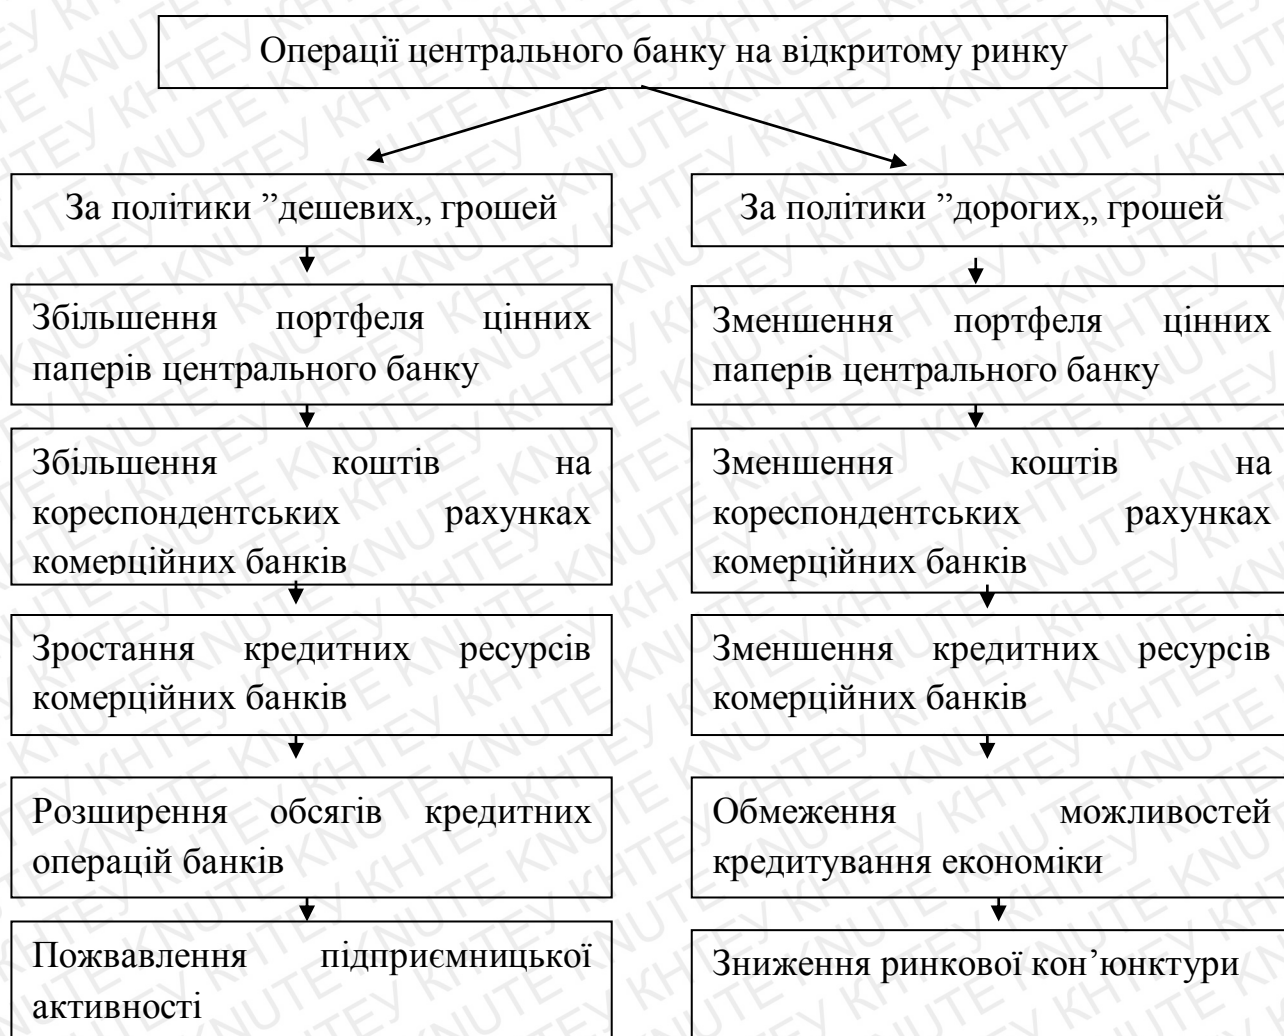 Операції центрального банку на відкритому ринку
За політики ”дешевих„ грошей
Збільшення портфеля цінних
паперів центрального банку
Збільшення коштів на
кореспондентських рахунках
комерційних банків
Зростання кредитних ресурсів
комерційних банків
Розширення обсягів кредитних
операцій банків
Пожвавлення підприємницької
активності
За політики ”дорогих„ грошей
Зменшення портфеля цінних
паперів центрального банку
Зменшення коштів на
кореспондентських рахунках
комерційних банків
Зменшення кредитних ресурсів
комерційних банків
Обмеження можливостей
кредитування економіки
Зниження ринкової кон’юнктури